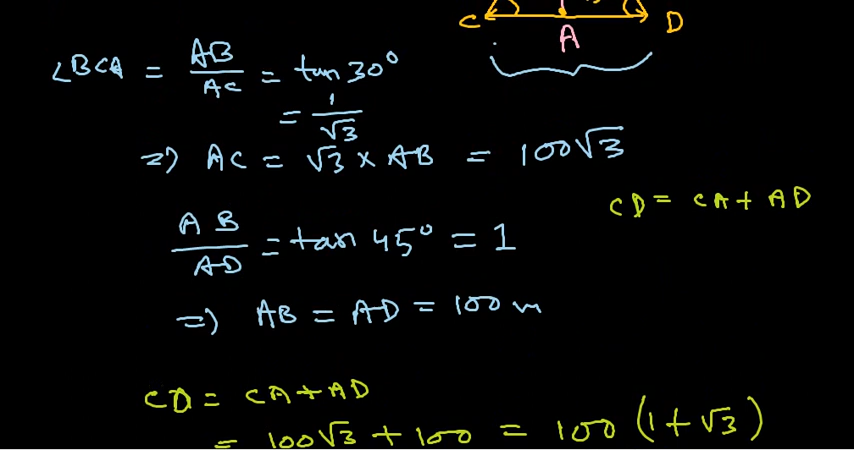 C D
A
∠BCA = AB/AC = tan 30°
= 1/√3
=> AC = √3 × AB = 100√3
CD = CA + AD
AB/AD = tan 45° = 1
=> AB = AD = 100 m
CD = CA + AD
= 100√3 + 100 = 100 (1 + √3)